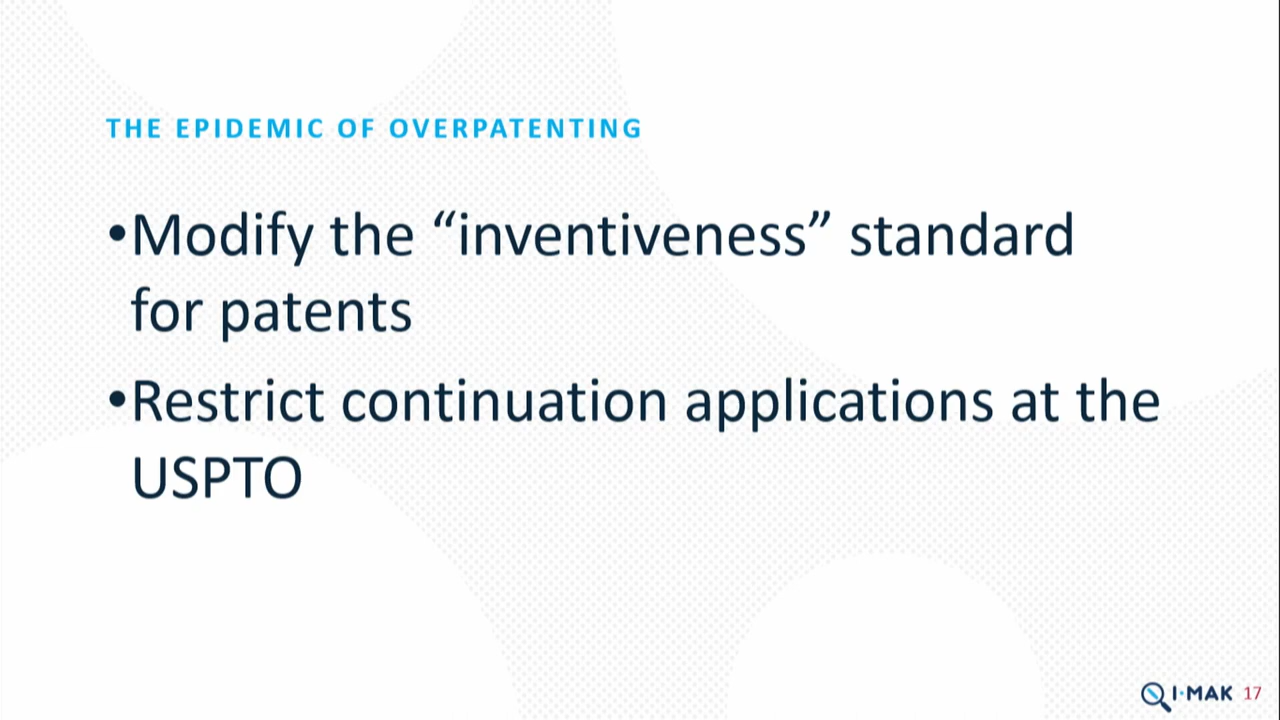 THE EPIDEMIC OF OVERPATENTING
•Modify the “inventiveness” standard
for patents
•Restrict continuation applications at the
USPTO
I·MAK 17